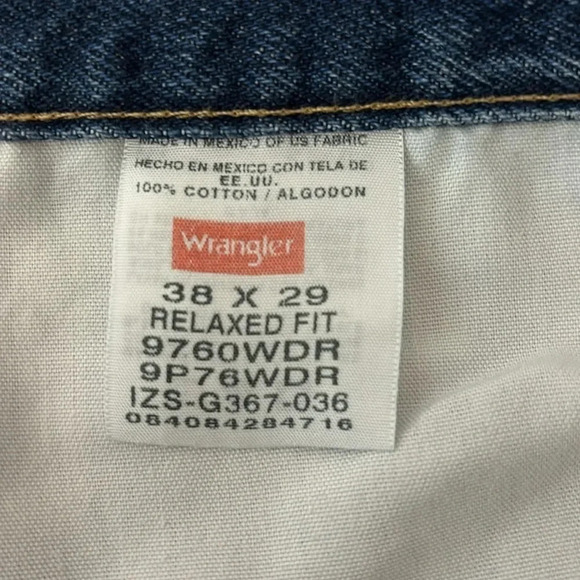 MADE IN MEXICO OF US FABRIC
HECHO EN MEXICO CON TELA DE
EE.UU.
100% COTTON / ALGODON
Wrangler
38 X 29
RELAXED FIT
9760WDR
9P76WDR
IZS-G367-036
084084284716